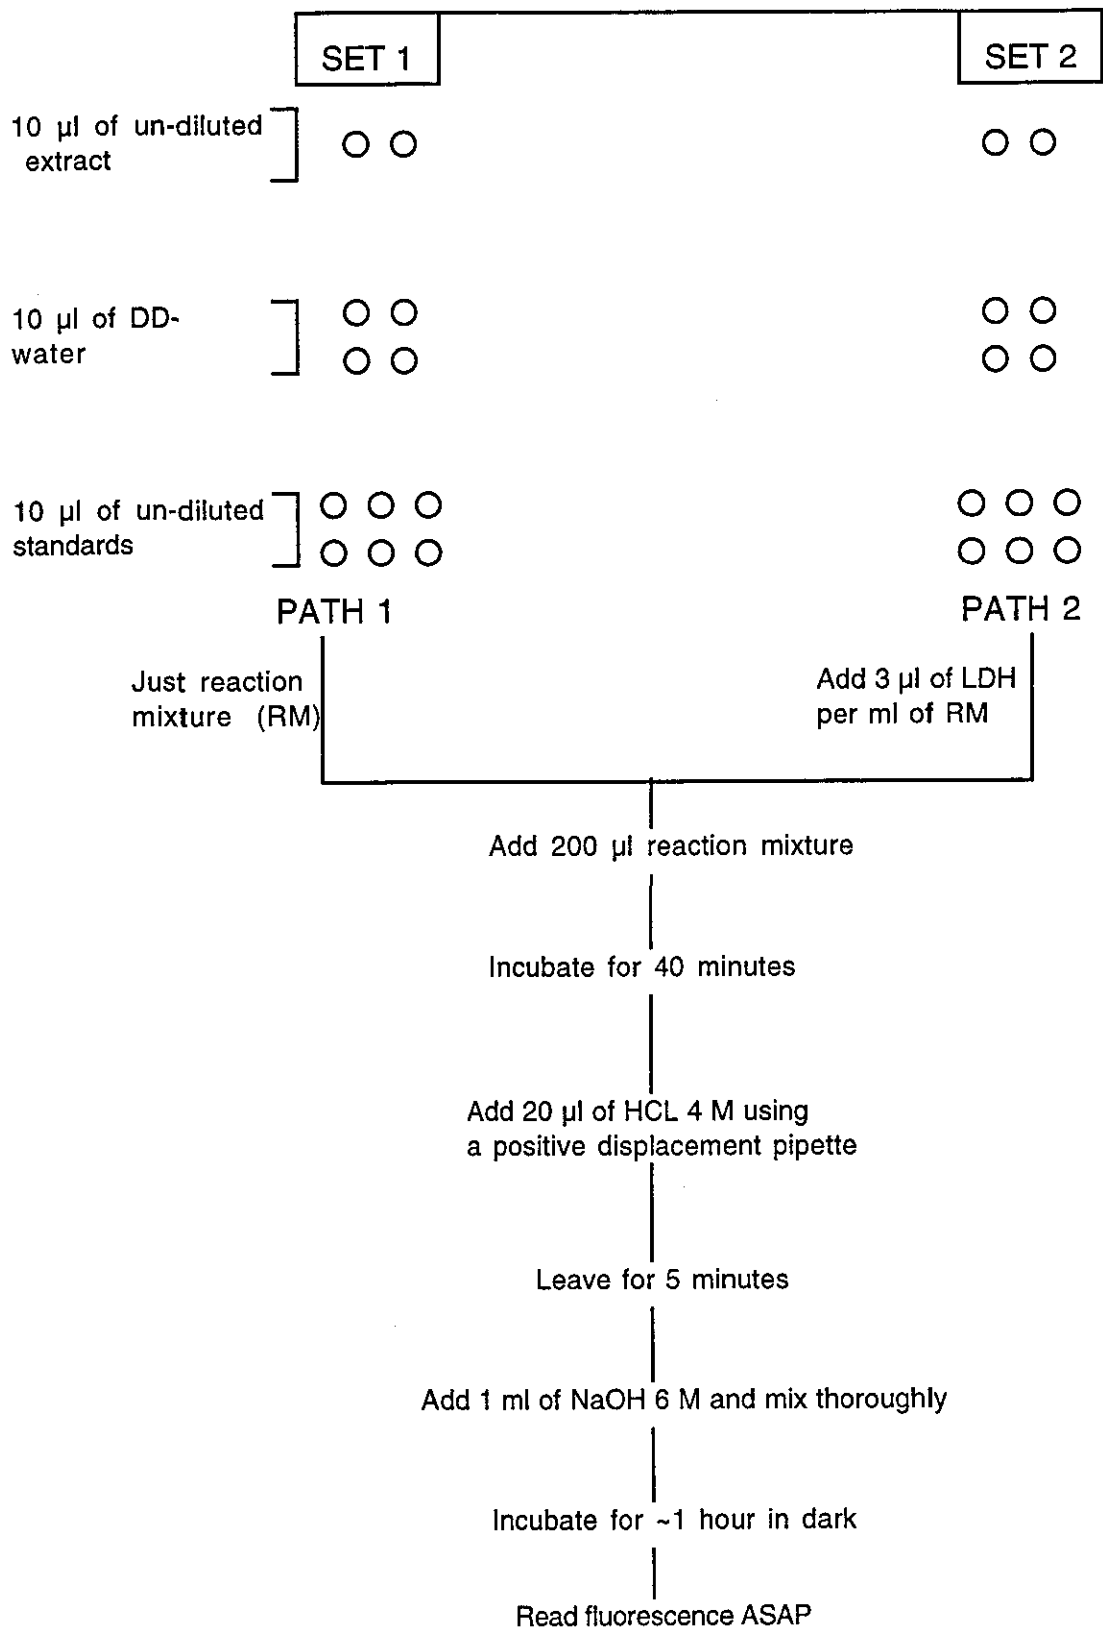 SET 1
SET 2
10 µl of un-diluted
extract
10 µl of DD-
water
10 µl of un-diluted
standards
PATH 1
PATH 2
Just reaction
mixture (RM)
Add 3 µl of LDH
per ml of RM
Add 200 µl reaction mixture
Incubate for 40 minutes
Add 20 µl of HCL 4 M using
a positive displacement pipette
Leave for 5 minutes
Add 1 ml of NaOH 6 M and mix thoroughly
Incubate for ~1 hour in dark
Read fluorescence ASAP